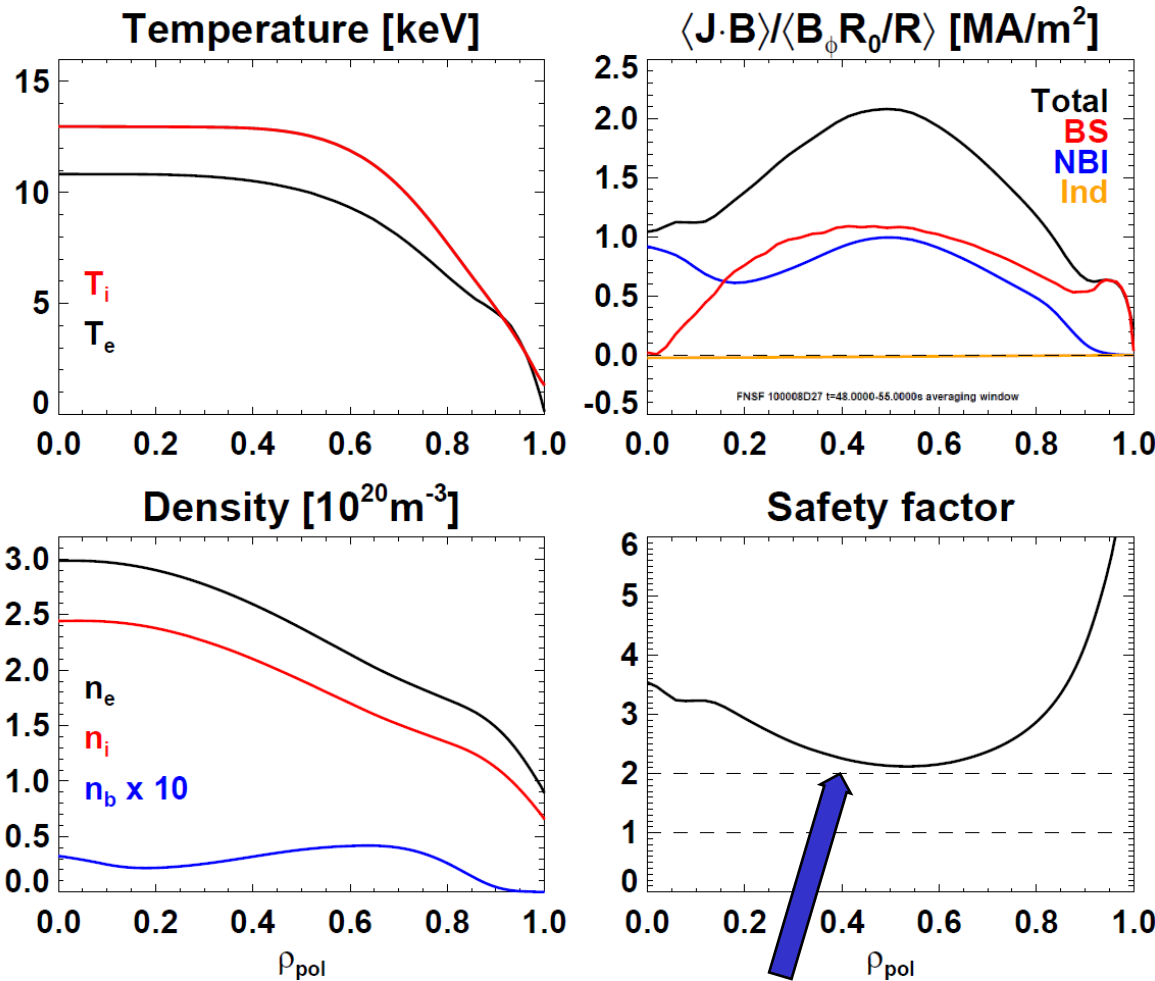 Temperature [keV]
15
10
5
0
T_i
T_e
0.0 0.2 0.4 0.6 0.8 1.0
⟨J·B⟩/⟨B_ϕR_0/R⟩ [MA/m²]
2.5
2.0
1.5
1.0
0.5
0.0
-0.5
Total
BS
NBI
Ind
FNSF 100008D27 t=48.0000-55.0000s averaging window
0.0 0.2 0.4 0.6 0.8 1.0
Density [10²⁰m⁻³]
3.0
2.5
2.0
1.5
1.0
0.5
0.0
n_e
n_i
n_b x 10
0.0 0.2 0.4 0.6 0.8 1.0
ρ_pol
Safety factor
6
5
4
3
2
1
0
0.0 0.2 0.4 0.6 0.8 1.0
ρ_pol